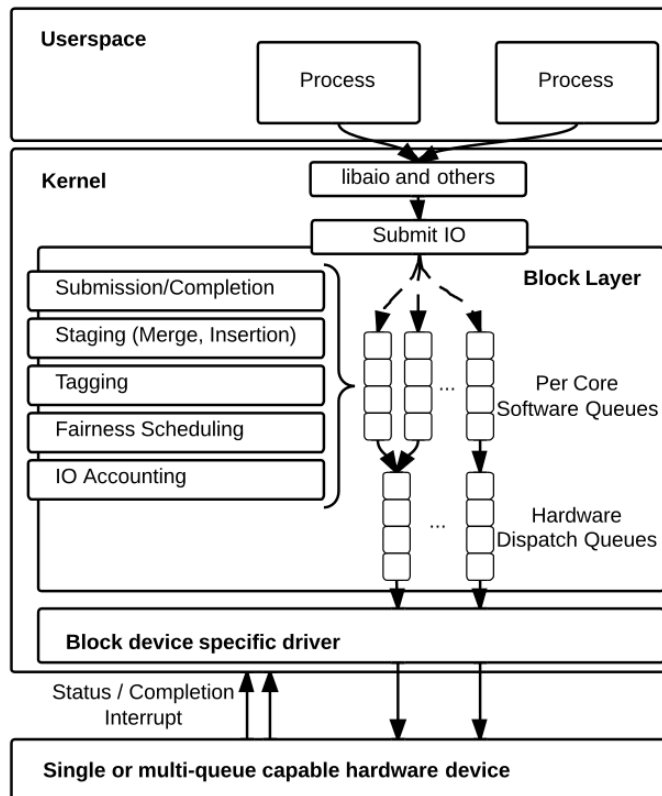 Userspace
Process
Process
Kernel
libaio and others
Submit IO
Block Layer
Submission/Completion
Staging (Merge, Insertion)
Tagging
Fairness Scheduling
IO Accounting
...
Per Core
Software Queues
...
Hardware
Dispatch Queues
Block device specific driver
Status / Completion
Interrupt
Single or multi-queue capable hardware device